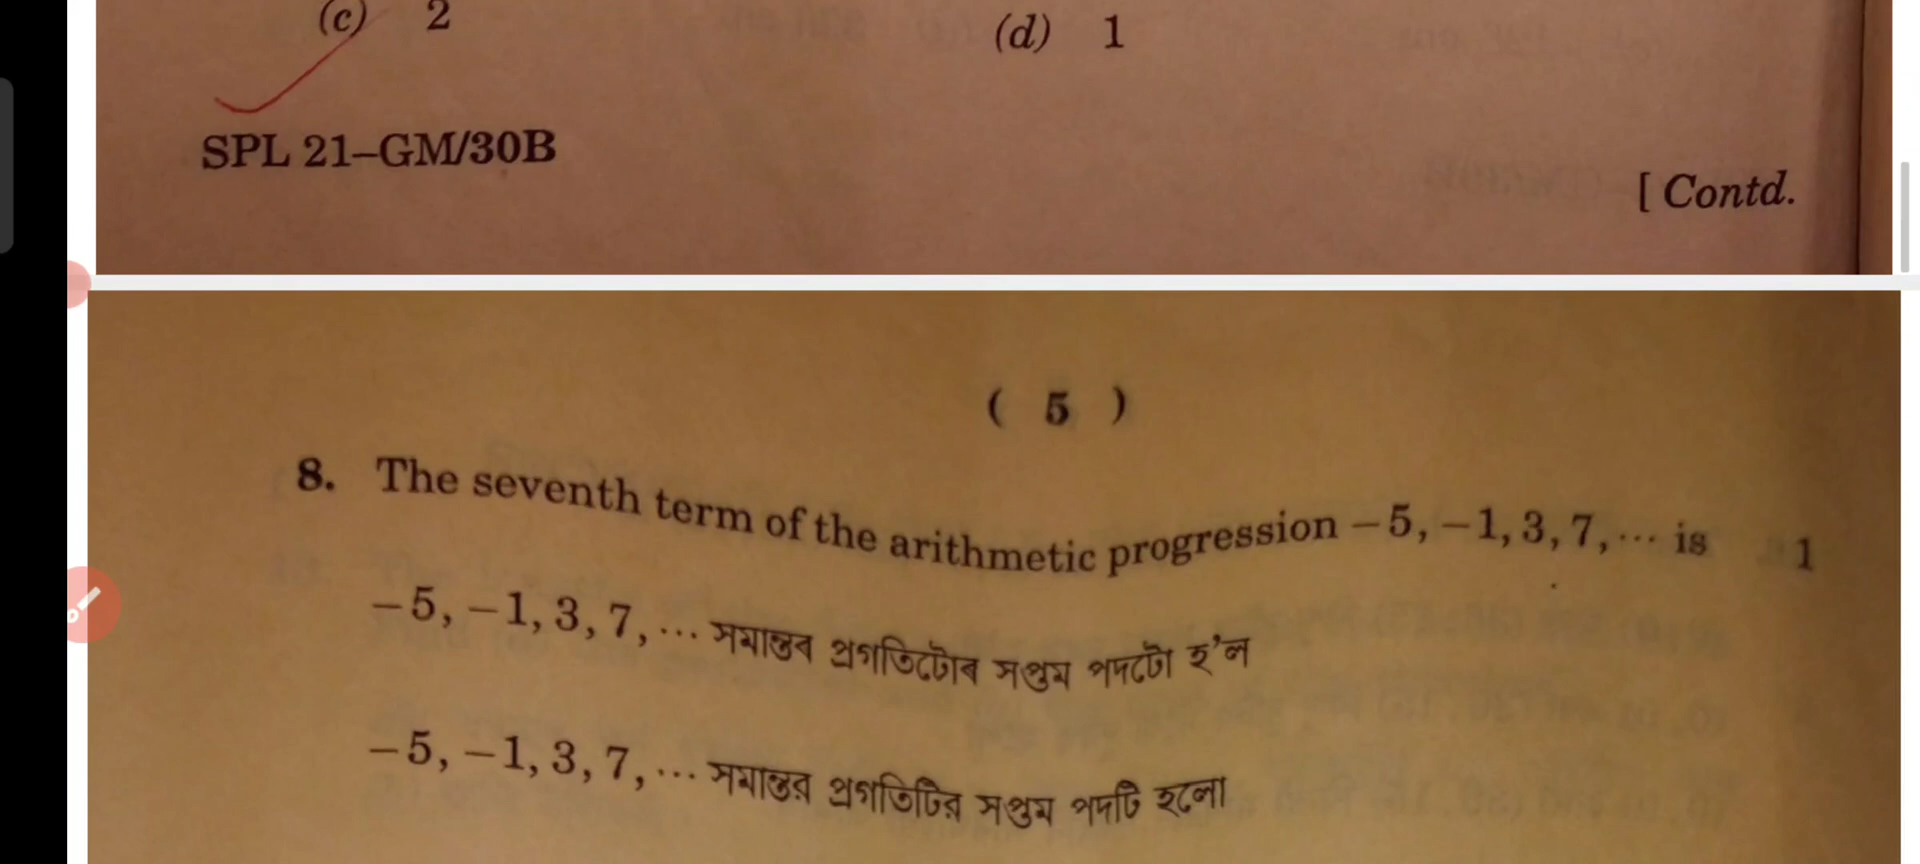 (c) 2
(d) 1
SPL 21–GM/30B
[ Contd.
( 5 )
8. The seventh term of the arithmetic progression –5, –1, 3, 7, ··· is 1
–5, –1, 3, 7, ··· সমান্তৰ প্ৰগতিটোৰ সপ্তম পদটো হ'ল
–5, –1, 3, 7, ··· সমান্তর প্রগতিটির সপ্তম পদটি হলো